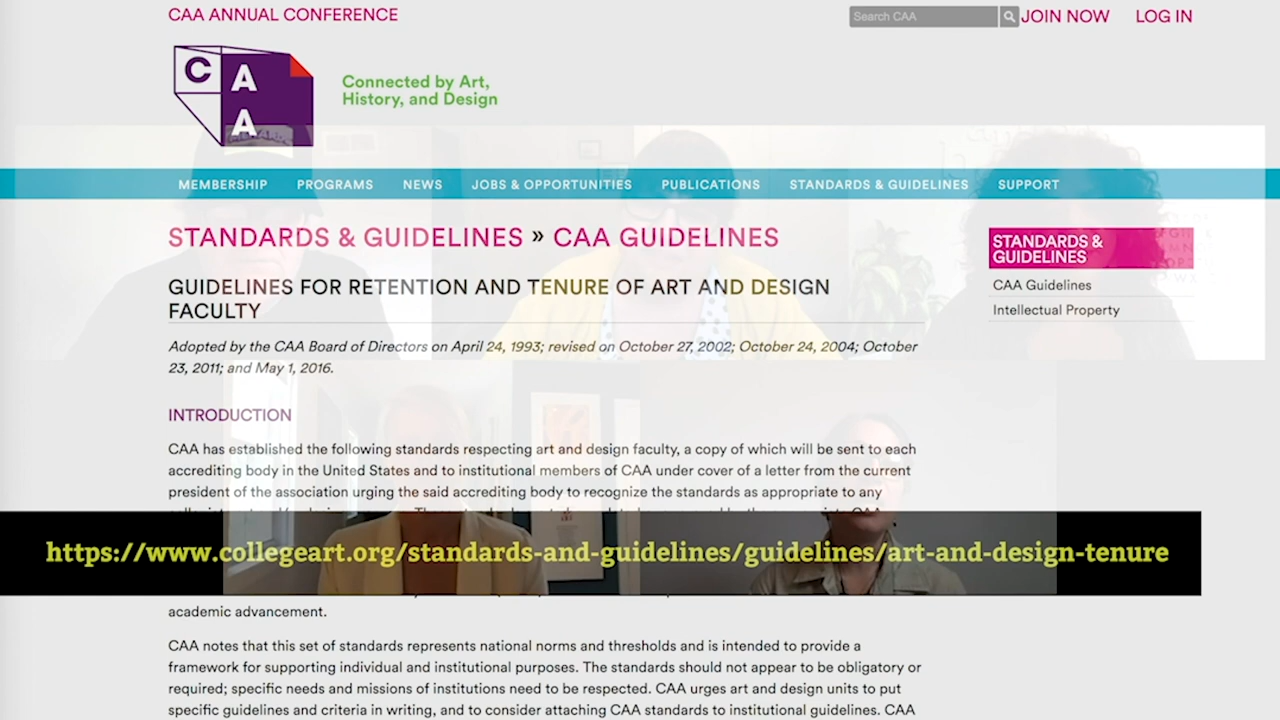 CAA ANNUAL CONFERENCE
Search CAA
JOIN NOW
LOG IN
C A A
Connected by Art,
History, and Design
MEMBERSHIP PROGRAMS NEWS JOBS & OPPORTUNITIES PUBLICATIONS STANDARDS & GUIDELINES SUPPORT
STANDARDS & GUIDELINES » CAA GUIDELINES
GUIDELINES FOR RETENTION AND TENURE OF ART AND DESIGN
FACULTY
Adopted by the CAA Board of Directors on April 24, 1993; revised on October 27, 2002; October 24, 2004; October
23, 2011; and May 1, 2016.
STANDARDS &
GUIDELINES
CAA Guidelines
Intellectual Property
INTRODUCTION
CAA has established the following standards respecting art and design faculty, a copy of which will be sent to each
accrediting body in the United States and to institutional members of CAA under cover of a letter from the current
president of the association urging the said accrediting body to recognize the standards as appropriate to any
https://www.collegeart.org/standards-and-guidelines/guidelines/art-and-design-tenure
academic advancement.
CAA notes that this set of standards represents national norms and thresholds and is intended to provide a
framework for supporting individual and institutional purposes. The standards should not appear to be obligatory or
required; specific needs and missions of institutions need to be respected. CAA urges art and design units to put
specific guidelines and criteria in writing, and to consider attaching CAA standards to institutional guidelines. CAA